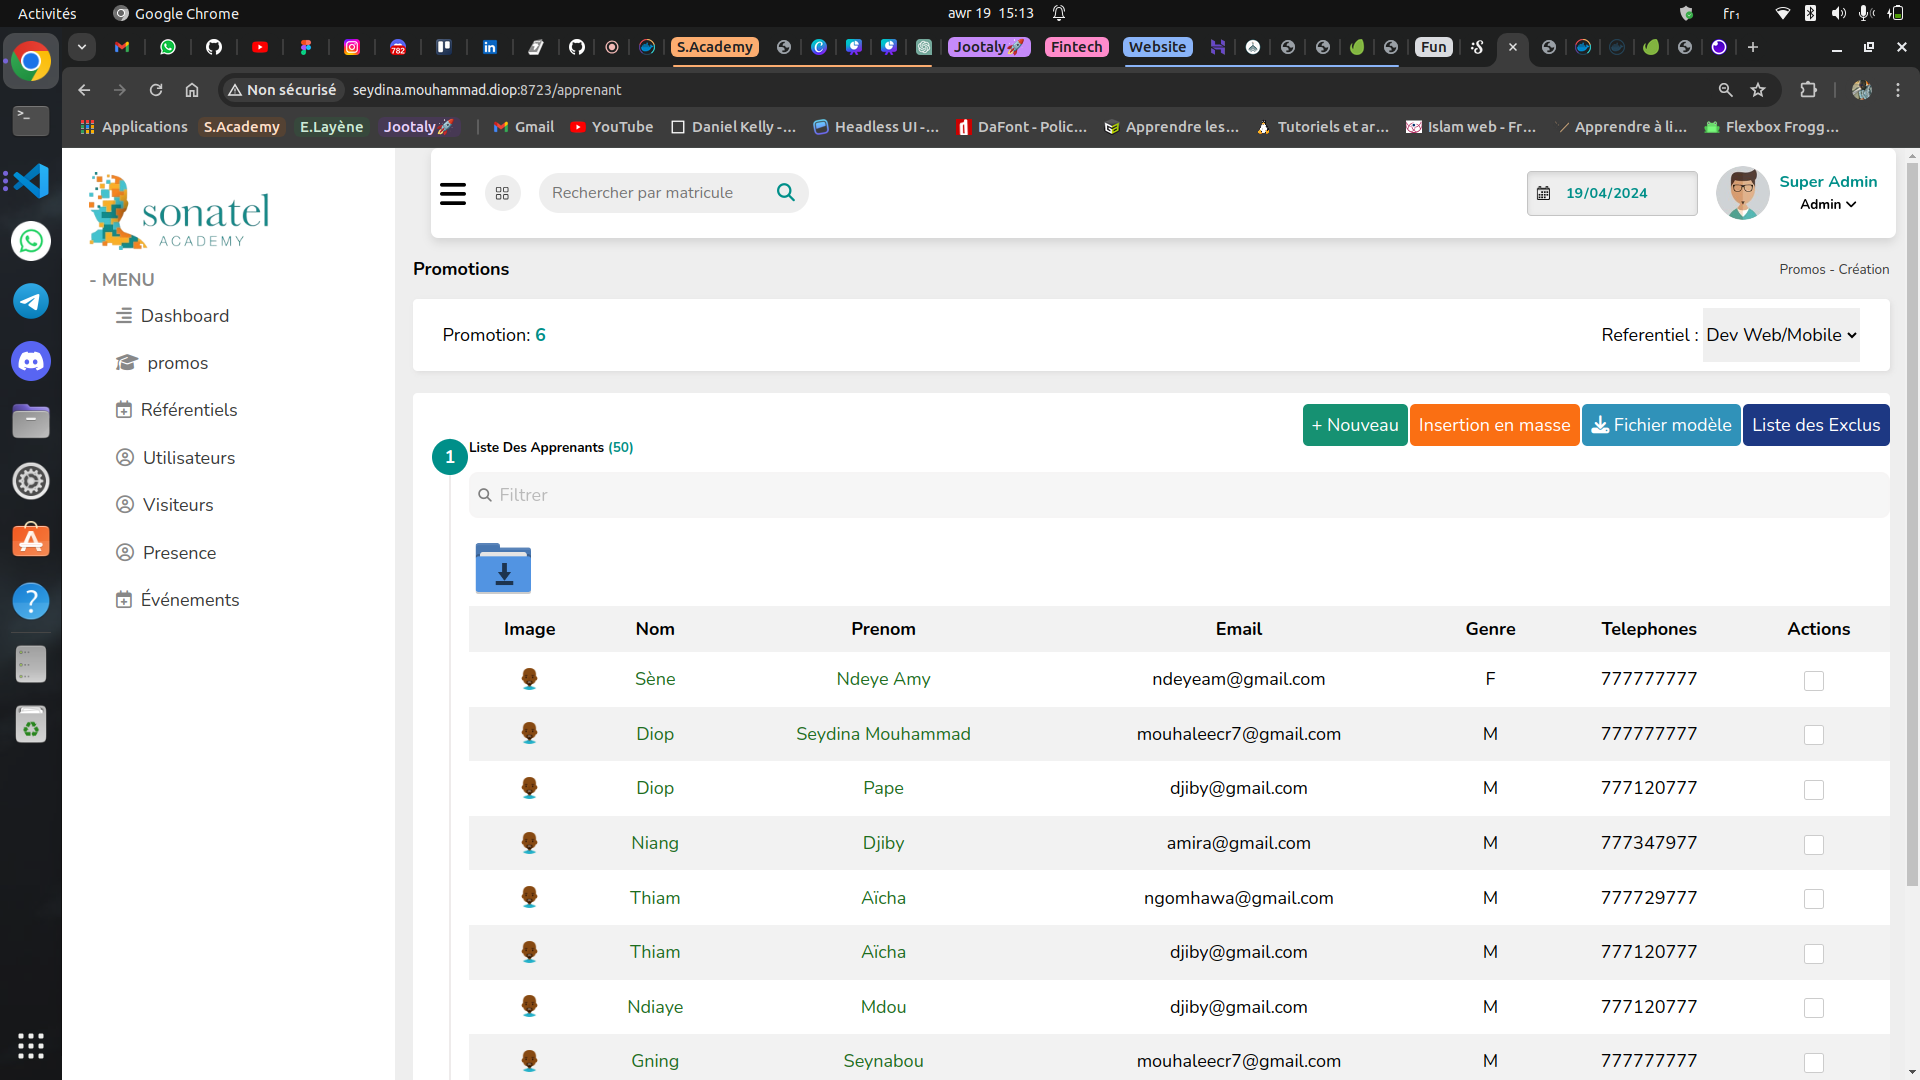 Activités Google Chrome awr 19 15:13 fr₁
782 S.Academy Jootaly🚀 Fintech Website Fun
Non sécurisé seydina.mouhammad.diop:8723/apprenant
Applications S.Academy E.Layène Jootaly🚀 Gmail YouTube Daniel Kelly -... Headless UI -... DaFont - Polic... Apprendre les... Tutoriels et ar... Islam web - Fr... Apprendre à li... Flexbox Frogg...
sonatel
ACADEMY
Rechercher par matricule
19/04/2024
Super Admin
Admin
- MENU
Dashboard
promos
Référentiels
Utilisateurs
Visiteurs
Presence
Événements
Promotions
Promos - Création
Promotion: 6
Referentiel : Dev Web/Mobile
+ Nouveau Insertion en masse Fichier modèle Liste des Exclus
1 Liste Des Apprenants (50)
Filtrer
Image Nom Prenom Email Genre Telephones Actions
Sène Ndeye Amy ndeyeam@gmail.com F 777777777
Diop Seydina Mouhammad mouhaleecr7@gmail.com M 777777777
Diop Pape djiby@gmail.com M 777120777
Niang Djiby amira@gmail.com M 777347977
Thiam Aïcha ngomhawa@gmail.com M 777729777
Thiam Aïcha djiby@gmail.com M 777120777
Ndiaye Mdou djiby@gmail.com M 777120777
Gning Seynabou mouhaleecr7@gmail.com M 777777777